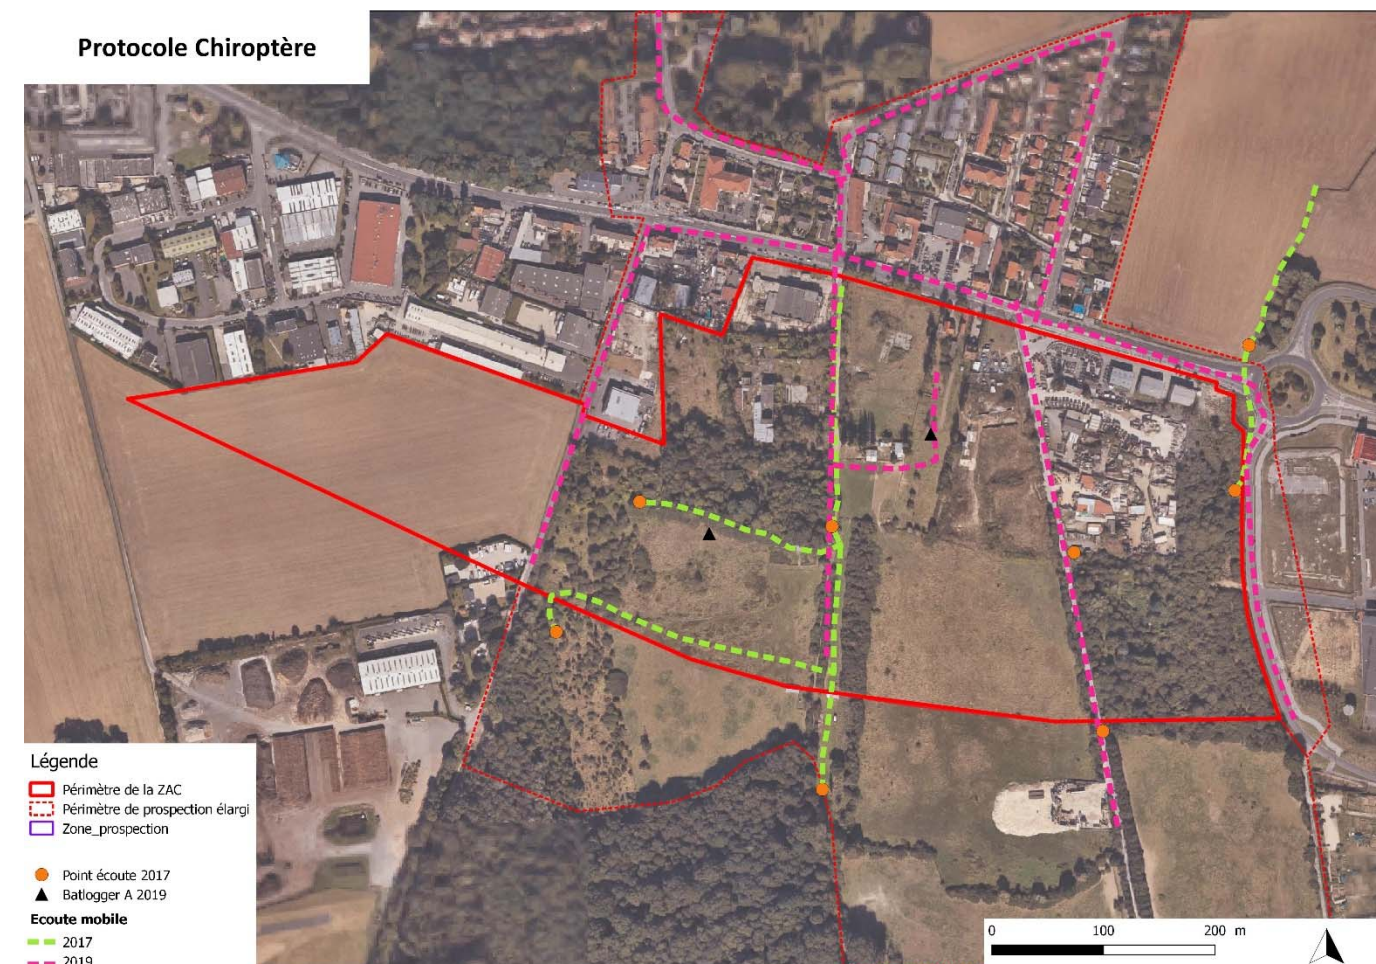 Protocole Chiroptère
Légende
Périmètre de la ZAC
Périmètre de prospection élargi
Zone_prospection
Point écoute 2017
Batlogger A 2019
Ecoute mobile
2017
2019
0 100 200 m